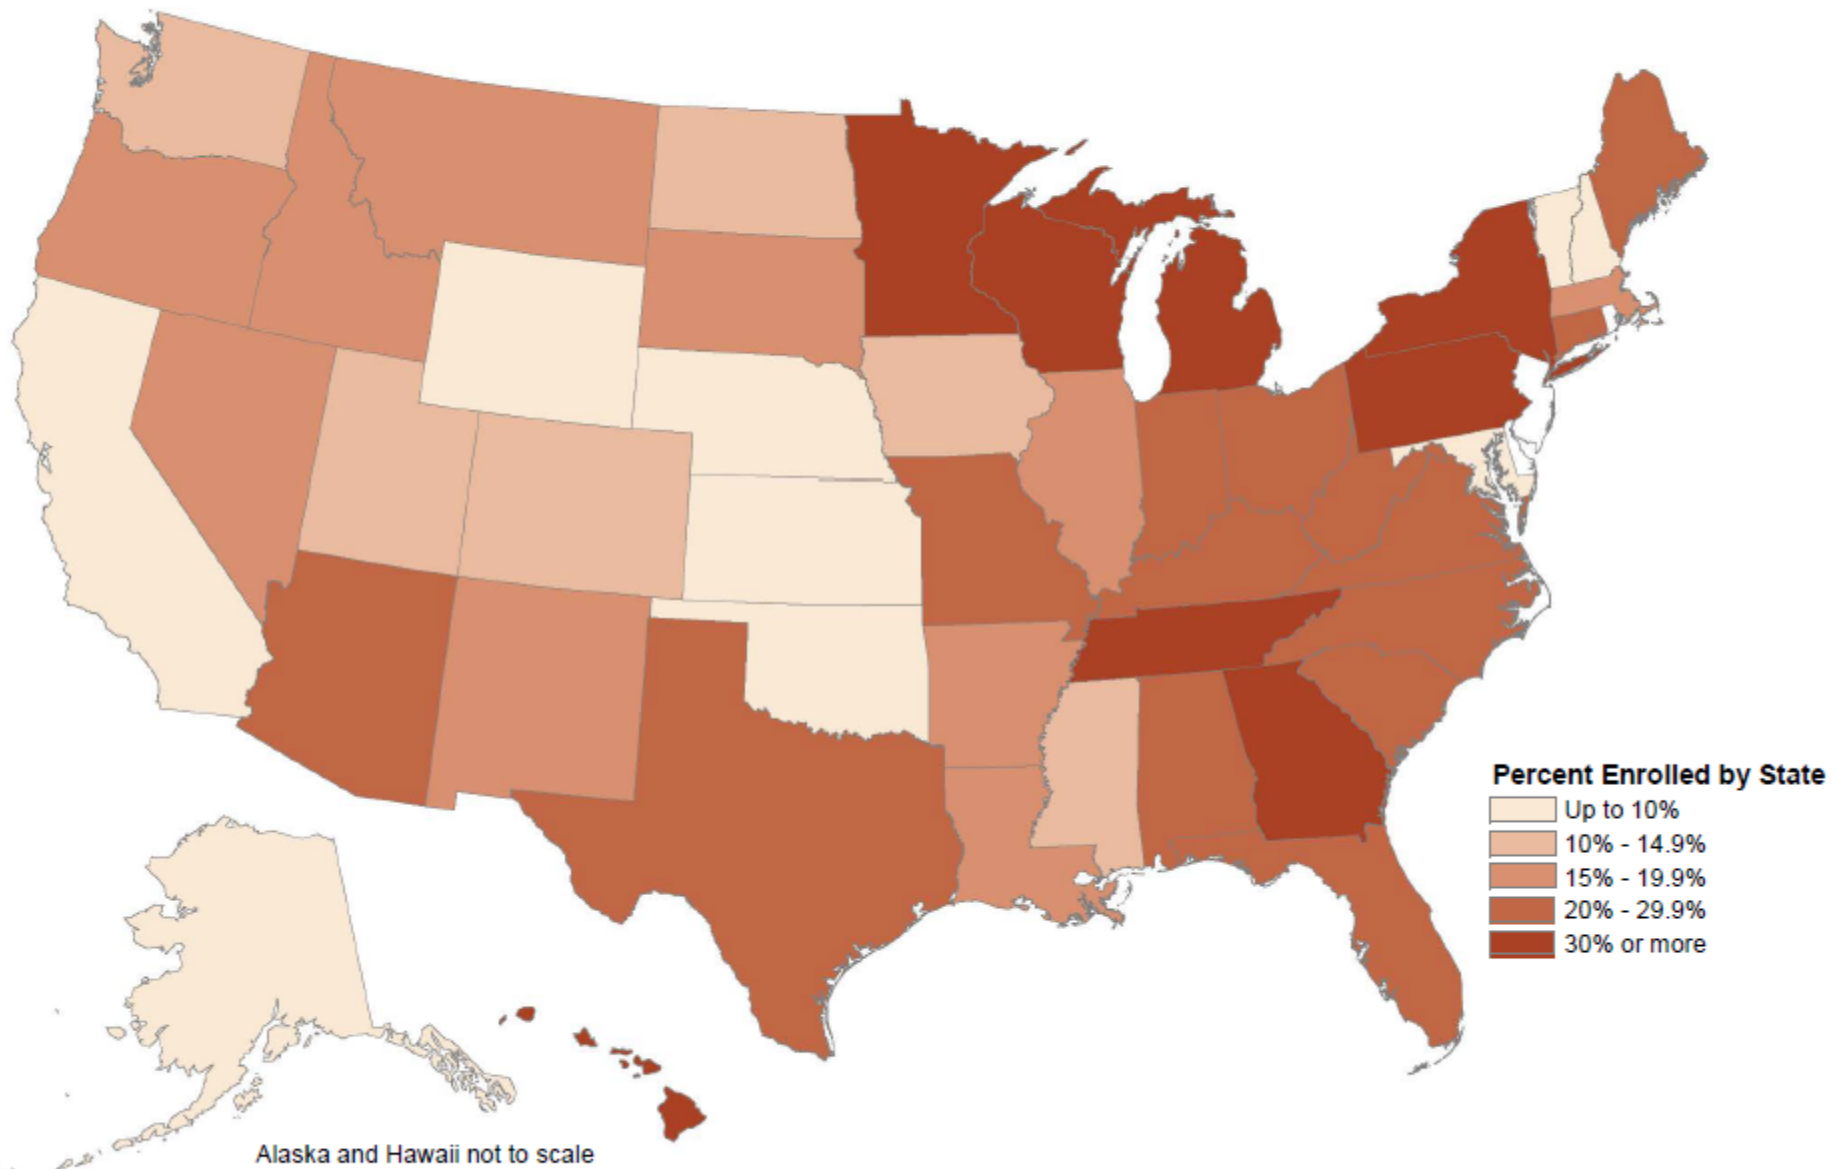 Percent Enrolled by State
Up to 10%
10% - 14.9%
15% - 19.9%
20% - 29.9%
30% or more
Alaska and Hawaii not to scale